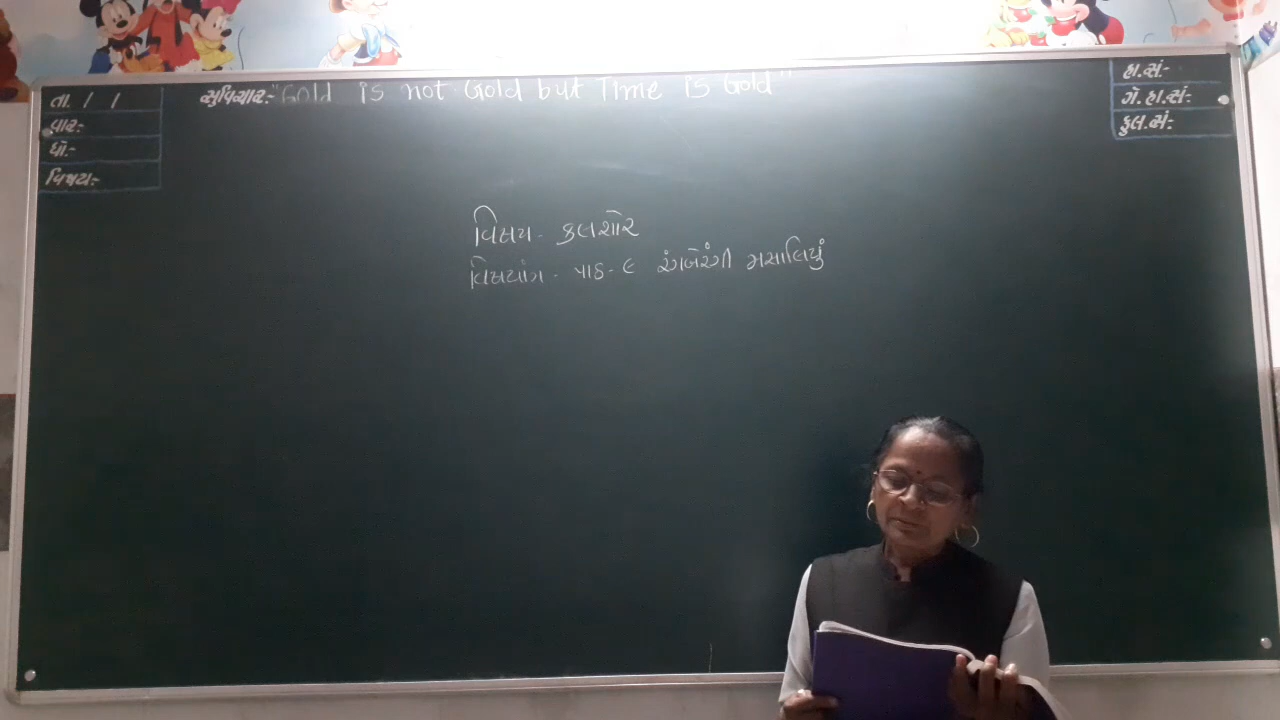 તા. / /
વાર:-
ધો:-
વિષય:-
સુવિચાર:- "Gold is not Gold but Time is Gold"
હા.સં:-
ગે.હા.સં:-
કુલ.સં:-
વિષય - કલશોર
વિષયાંગ - પાઠ-૯ રંગબેરંગી મસાલિયું